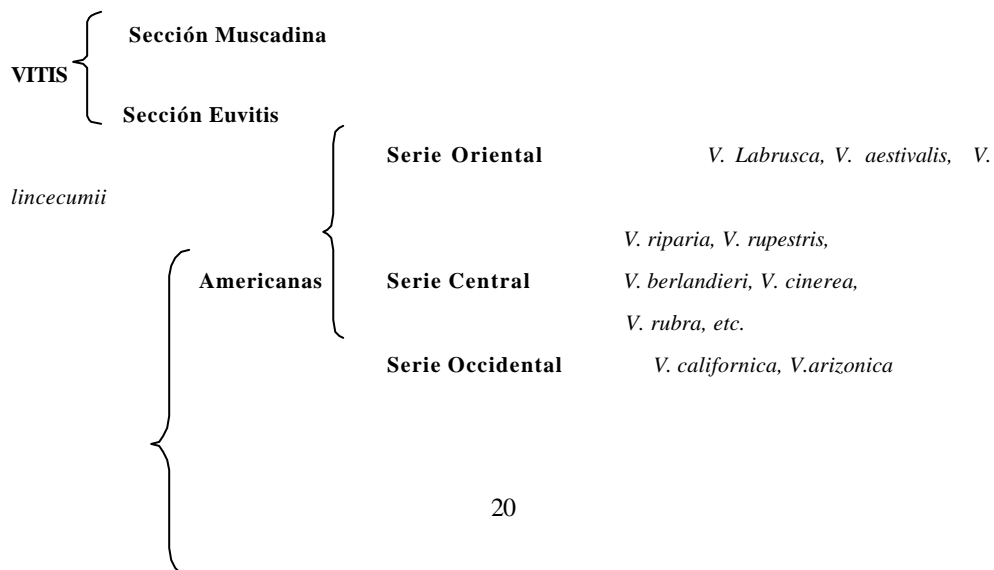 Sección Muscadina
VITIS
Sección Euvitis
Serie Oriental V. Labrusca, V. aestivalis, V.
lincecumii
V. riparia, V. rupestris,
Americanas Serie Central V. berlandieri, V. cinerea,
V. rubra, etc.
Serie Occidental V. californica, V.arizonica
20